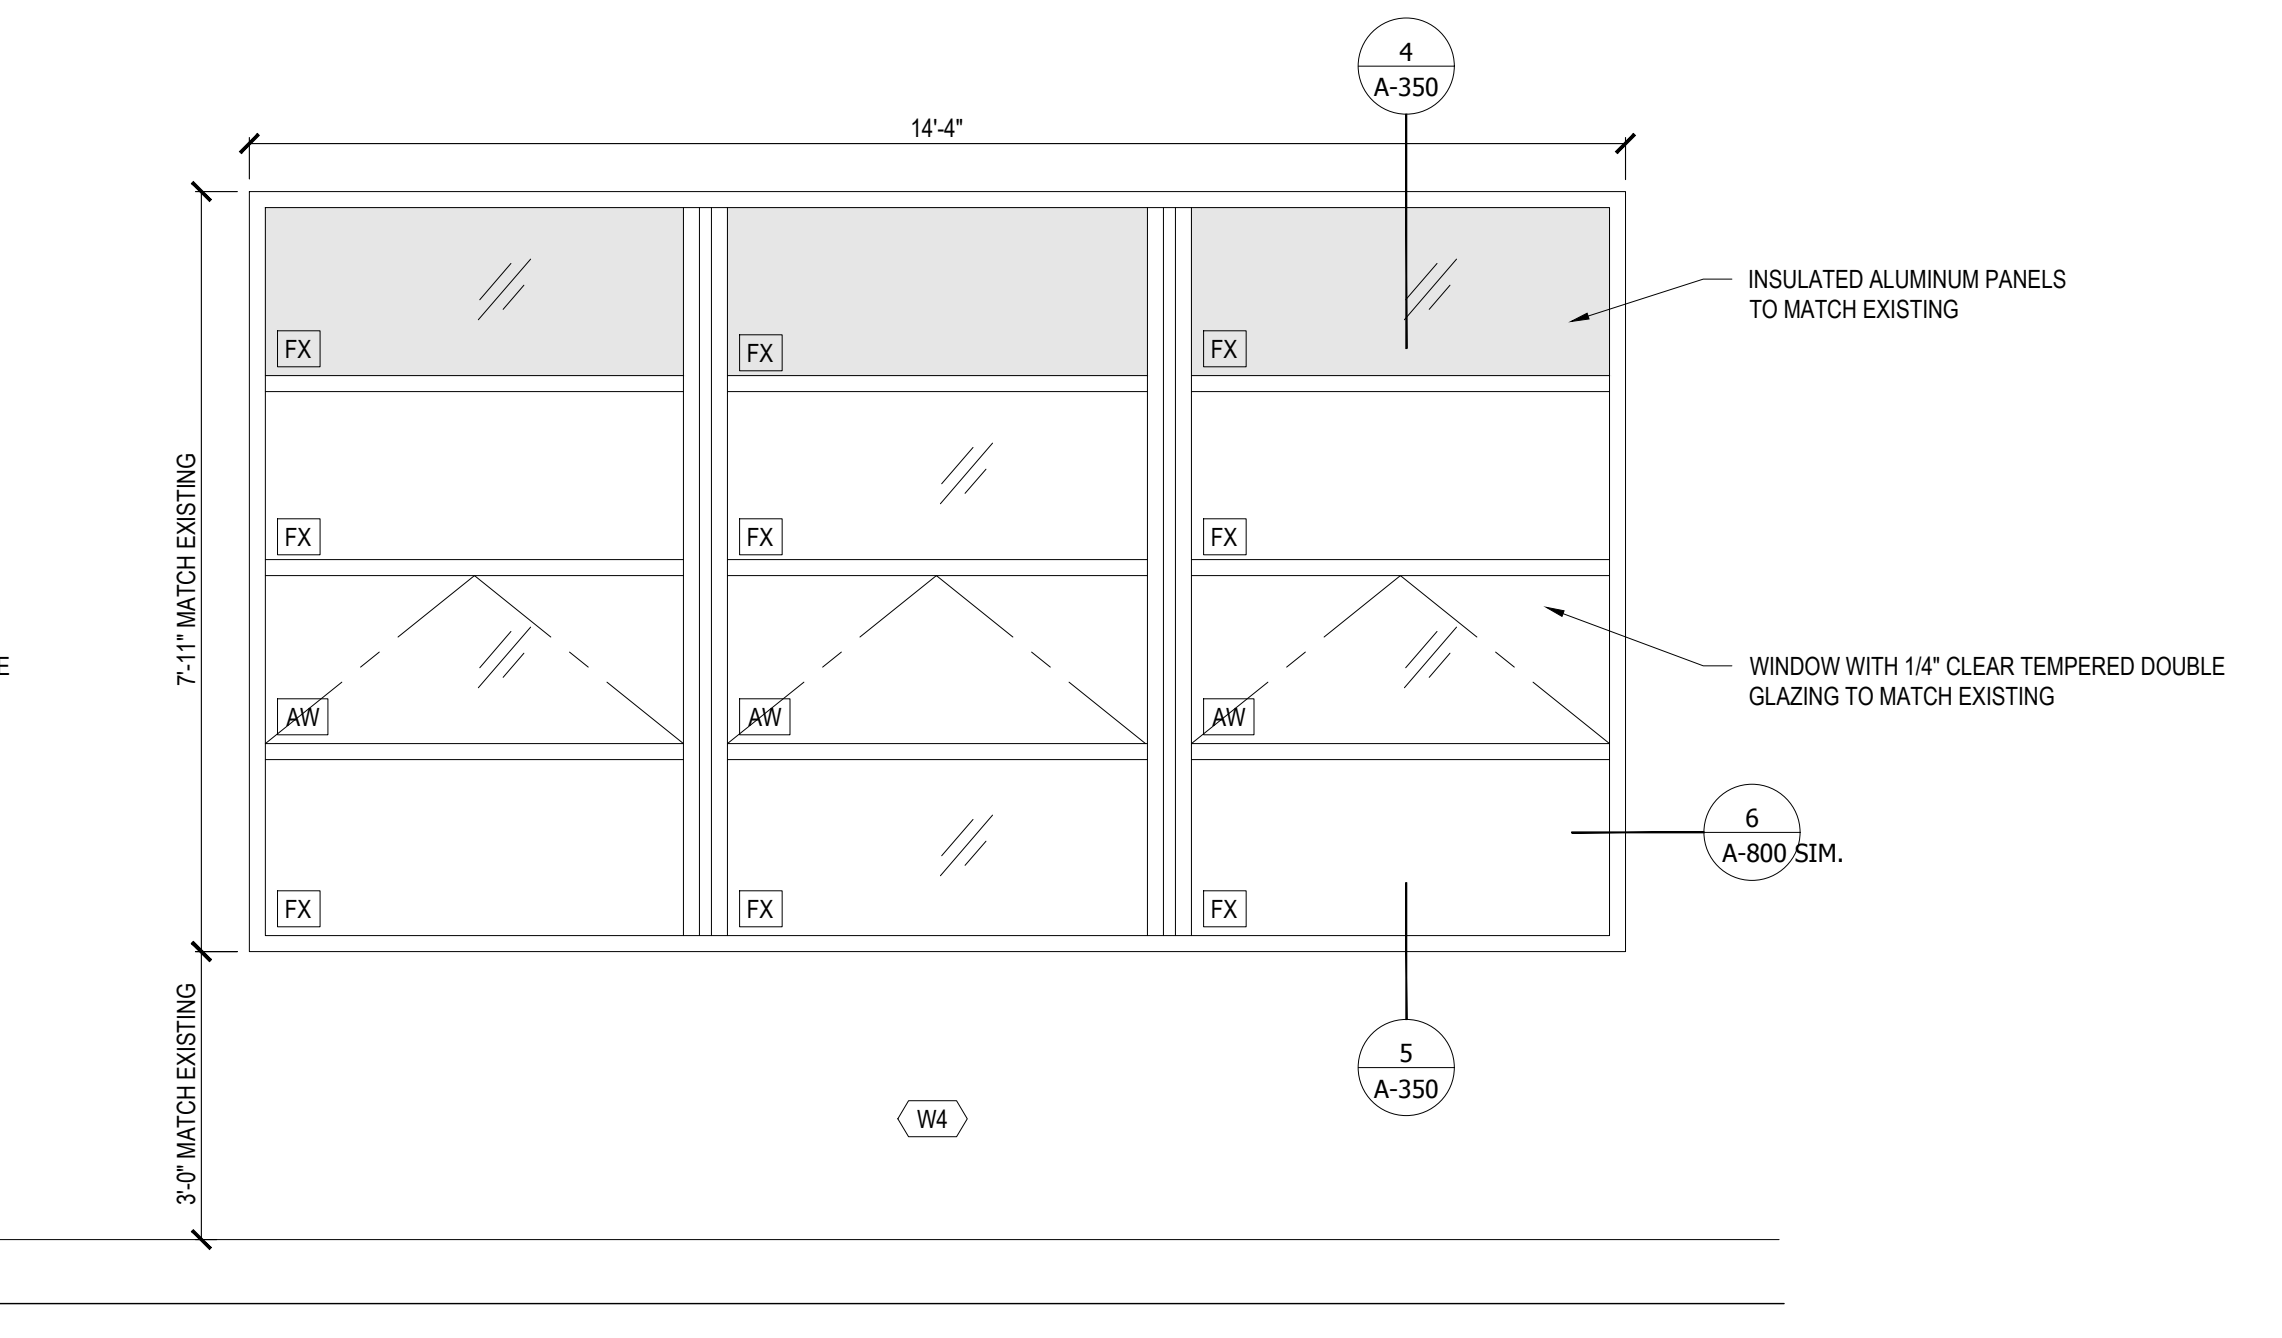 4
A-350
14'-4"
INSULATED ALUMINUM PANELS
TO MATCH EXISTING
FX
FX
FX
7'-11" MATCH EXISTING
FX
FX
FX
E
WINDOW WITH 1/4" CLEAR TEMPERED DOUBLE
GLAZING TO MATCH EXISTING
AW
AW
AW
6
A-800 SIM.
FX
FX
FX
3'-0" MATCH EXISTING
5
A-350
W4